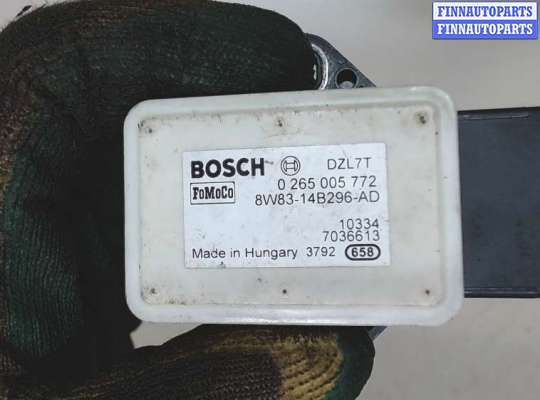 FINNAUTOPARTS
FINNAUTOPARTS
BOSCH DZL7T
FoMoCo 0 265 005 772
8W83-14B296-AD
10334
7036613
Made in Hungary 3792 658